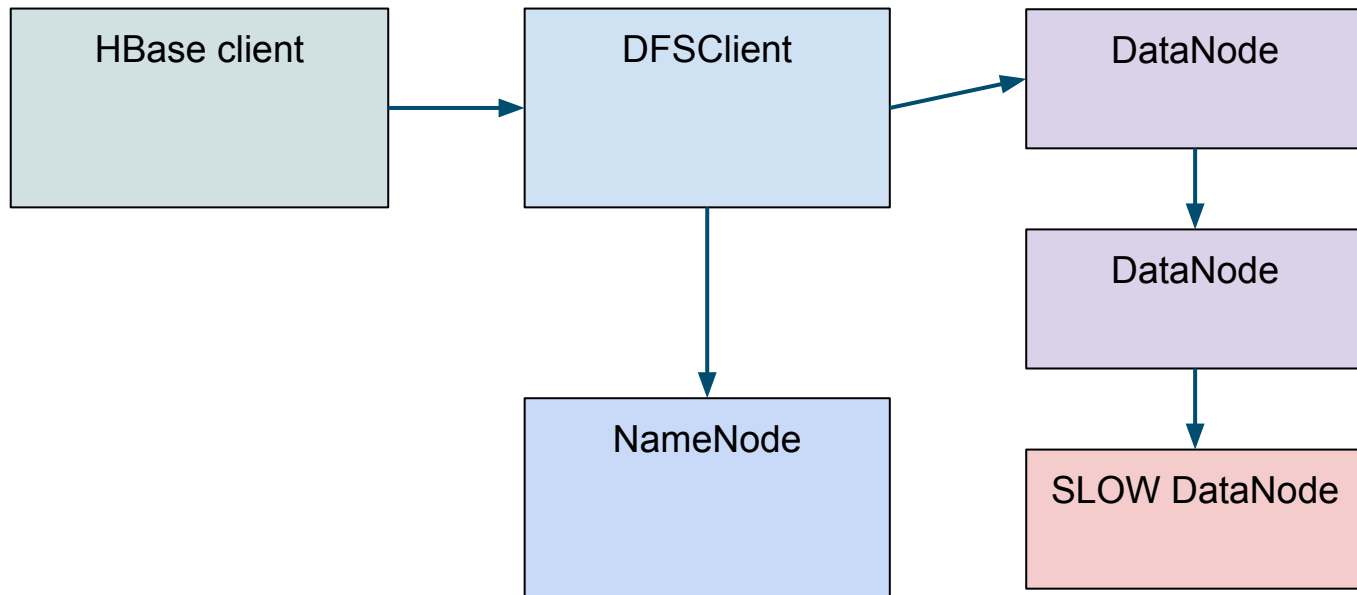 HBase client
DFSClient
DataNode
DataNode
NameNode
SLOW DataNode